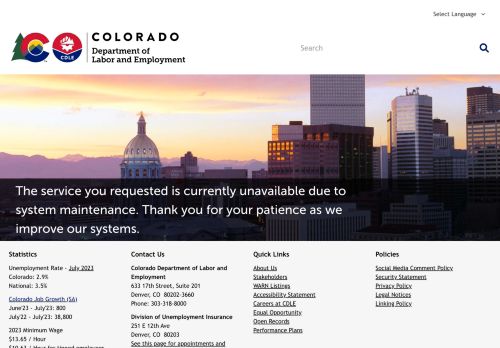 Select Language
COLORADO
Department of
Labor and Employment
CDLE
Search
The service you requested is currently unavailable due to
system maintenance. Thank you for your patience as we
improve our systems.
Statistics
Unemployment Rate - July 2023
Colorado: 2.9%
National: 3.5%
Colorado Job Growth (SA)
June'23 - July'23: 800
July'22 - July'23: 38,800
2023 Minimum Wage
$13.65 / Hour
Contact Us
Colorado Department of Labor and
Employment
633 17th Street, Suite 201
Denver, CO 80202-3660
Phone: 303-318-8000
Division of Unemployment Insurance
251 E 12th Ave
Denver, CO 80203
See this page for appointments and
Quick Links
About Us
Stakeholders
WARN Listings
Accessibility Statement
Careers at CDLE
Equal Opportunity
Open Records
Performance Plans
Policies
Social Media Comment Policy
Security Statement
Privacy Policy
Legal Notices
Linking Policy